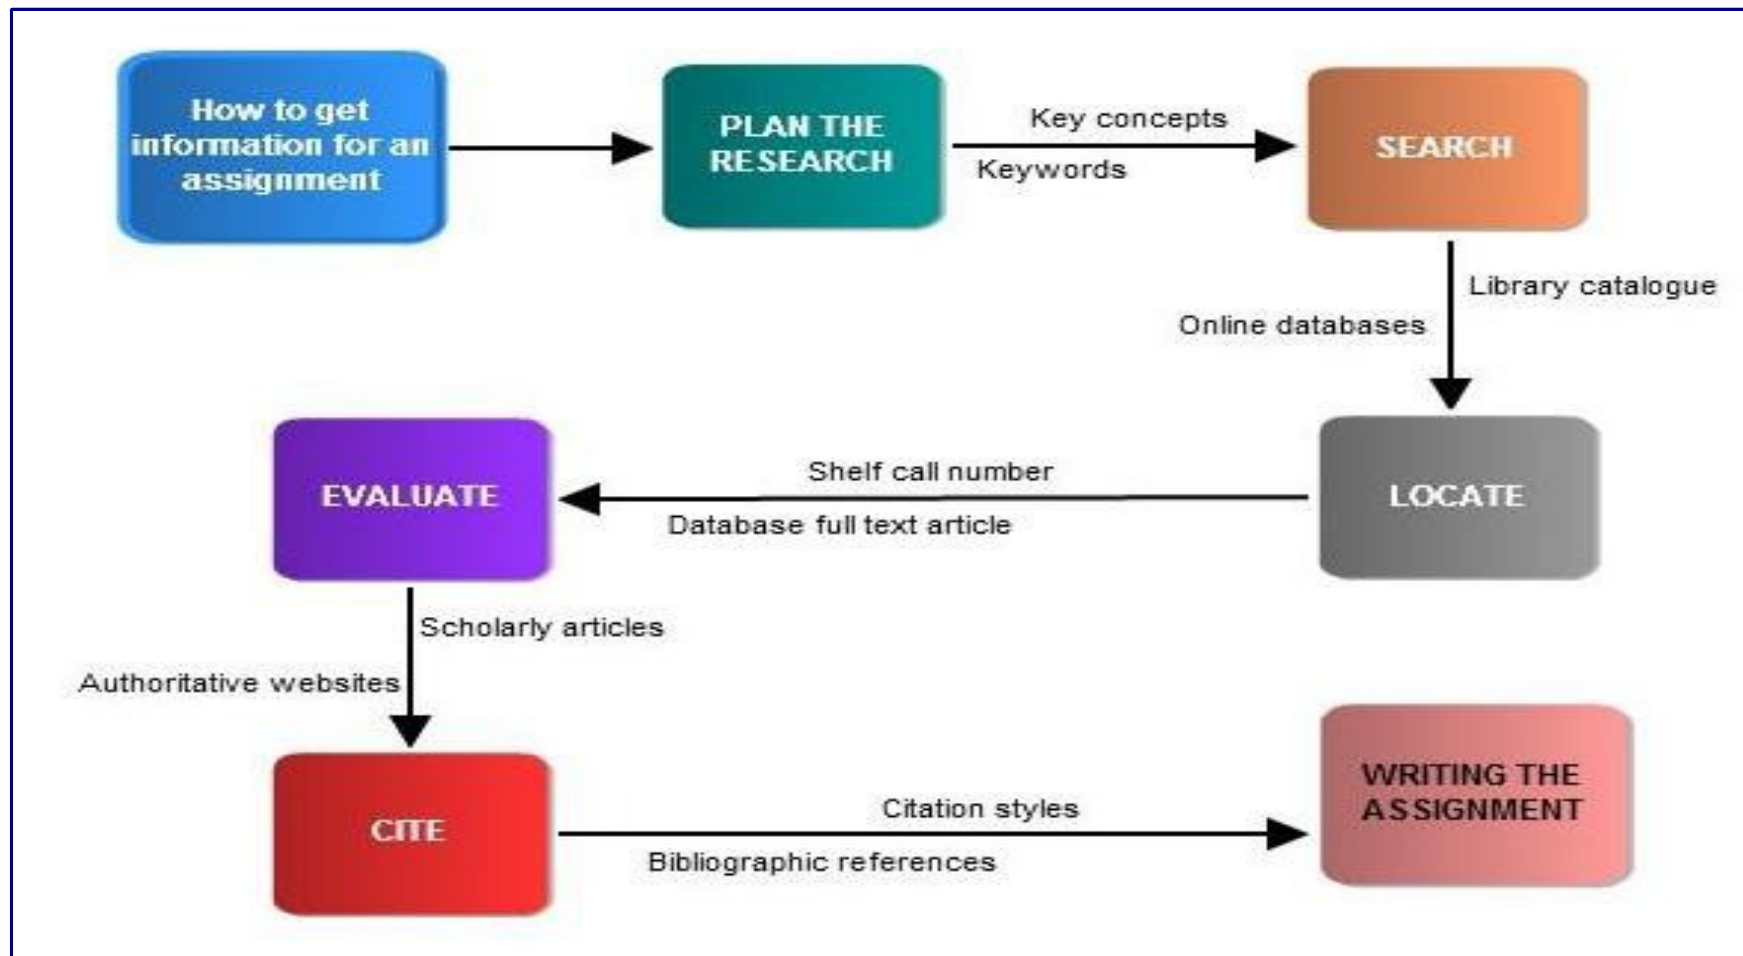 How to get
information for an
assignment
PLAN THE
RESEARCH
Key concepts
Keywords
SEARCH
Library catalogue
Online databases
LOCATE
Shelf call number
Database full text article
EVALUATE
Scholarly articles
Authoritative websites
CITE
Citation styles
Bibliographic references
WRITING THE
ASSIGNMENT